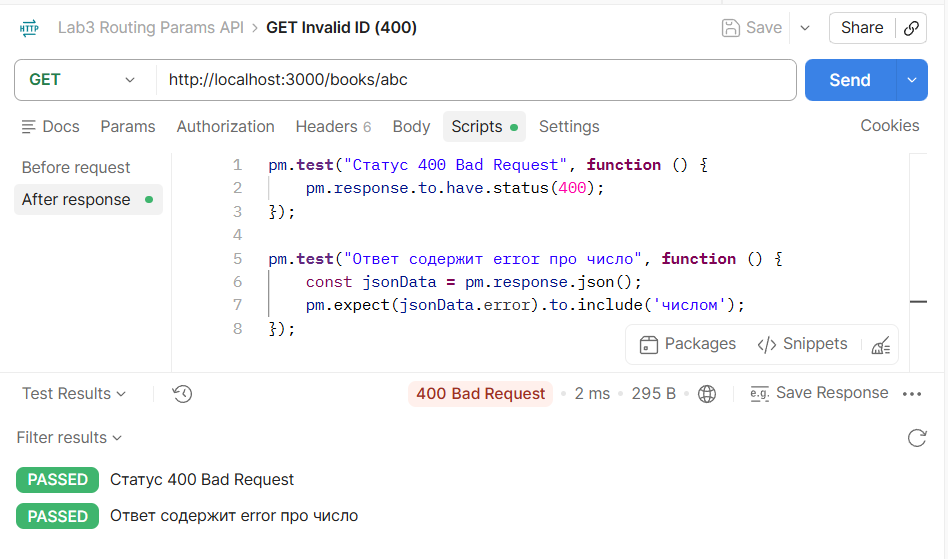 HTTP Lab3 Routing Params API > GET Invalid ID (400) Save Share
GET http://localhost:3000/books/abc Send
Docs Params Authorization Headers 6 Body Scripts Settings Cookies
Before request
After response
1 pm.test("Статус 400 Bad Request", function () {
2 pm.response.to.have.status(400);
3 });
4
5 pm.test("Ответ содержит error про число", function () {
6 const jsonData = pm.response.json();
7 pm.expect(jsonData.error).to.include('числом');
8 });
Packages </> Snippets
Test Results 400 Bad Request • 2 ms • 295 B • e.g. Save Response
Filter results
PASSED Статус 400 Bad Request
PASSED Ответ содержит error про число